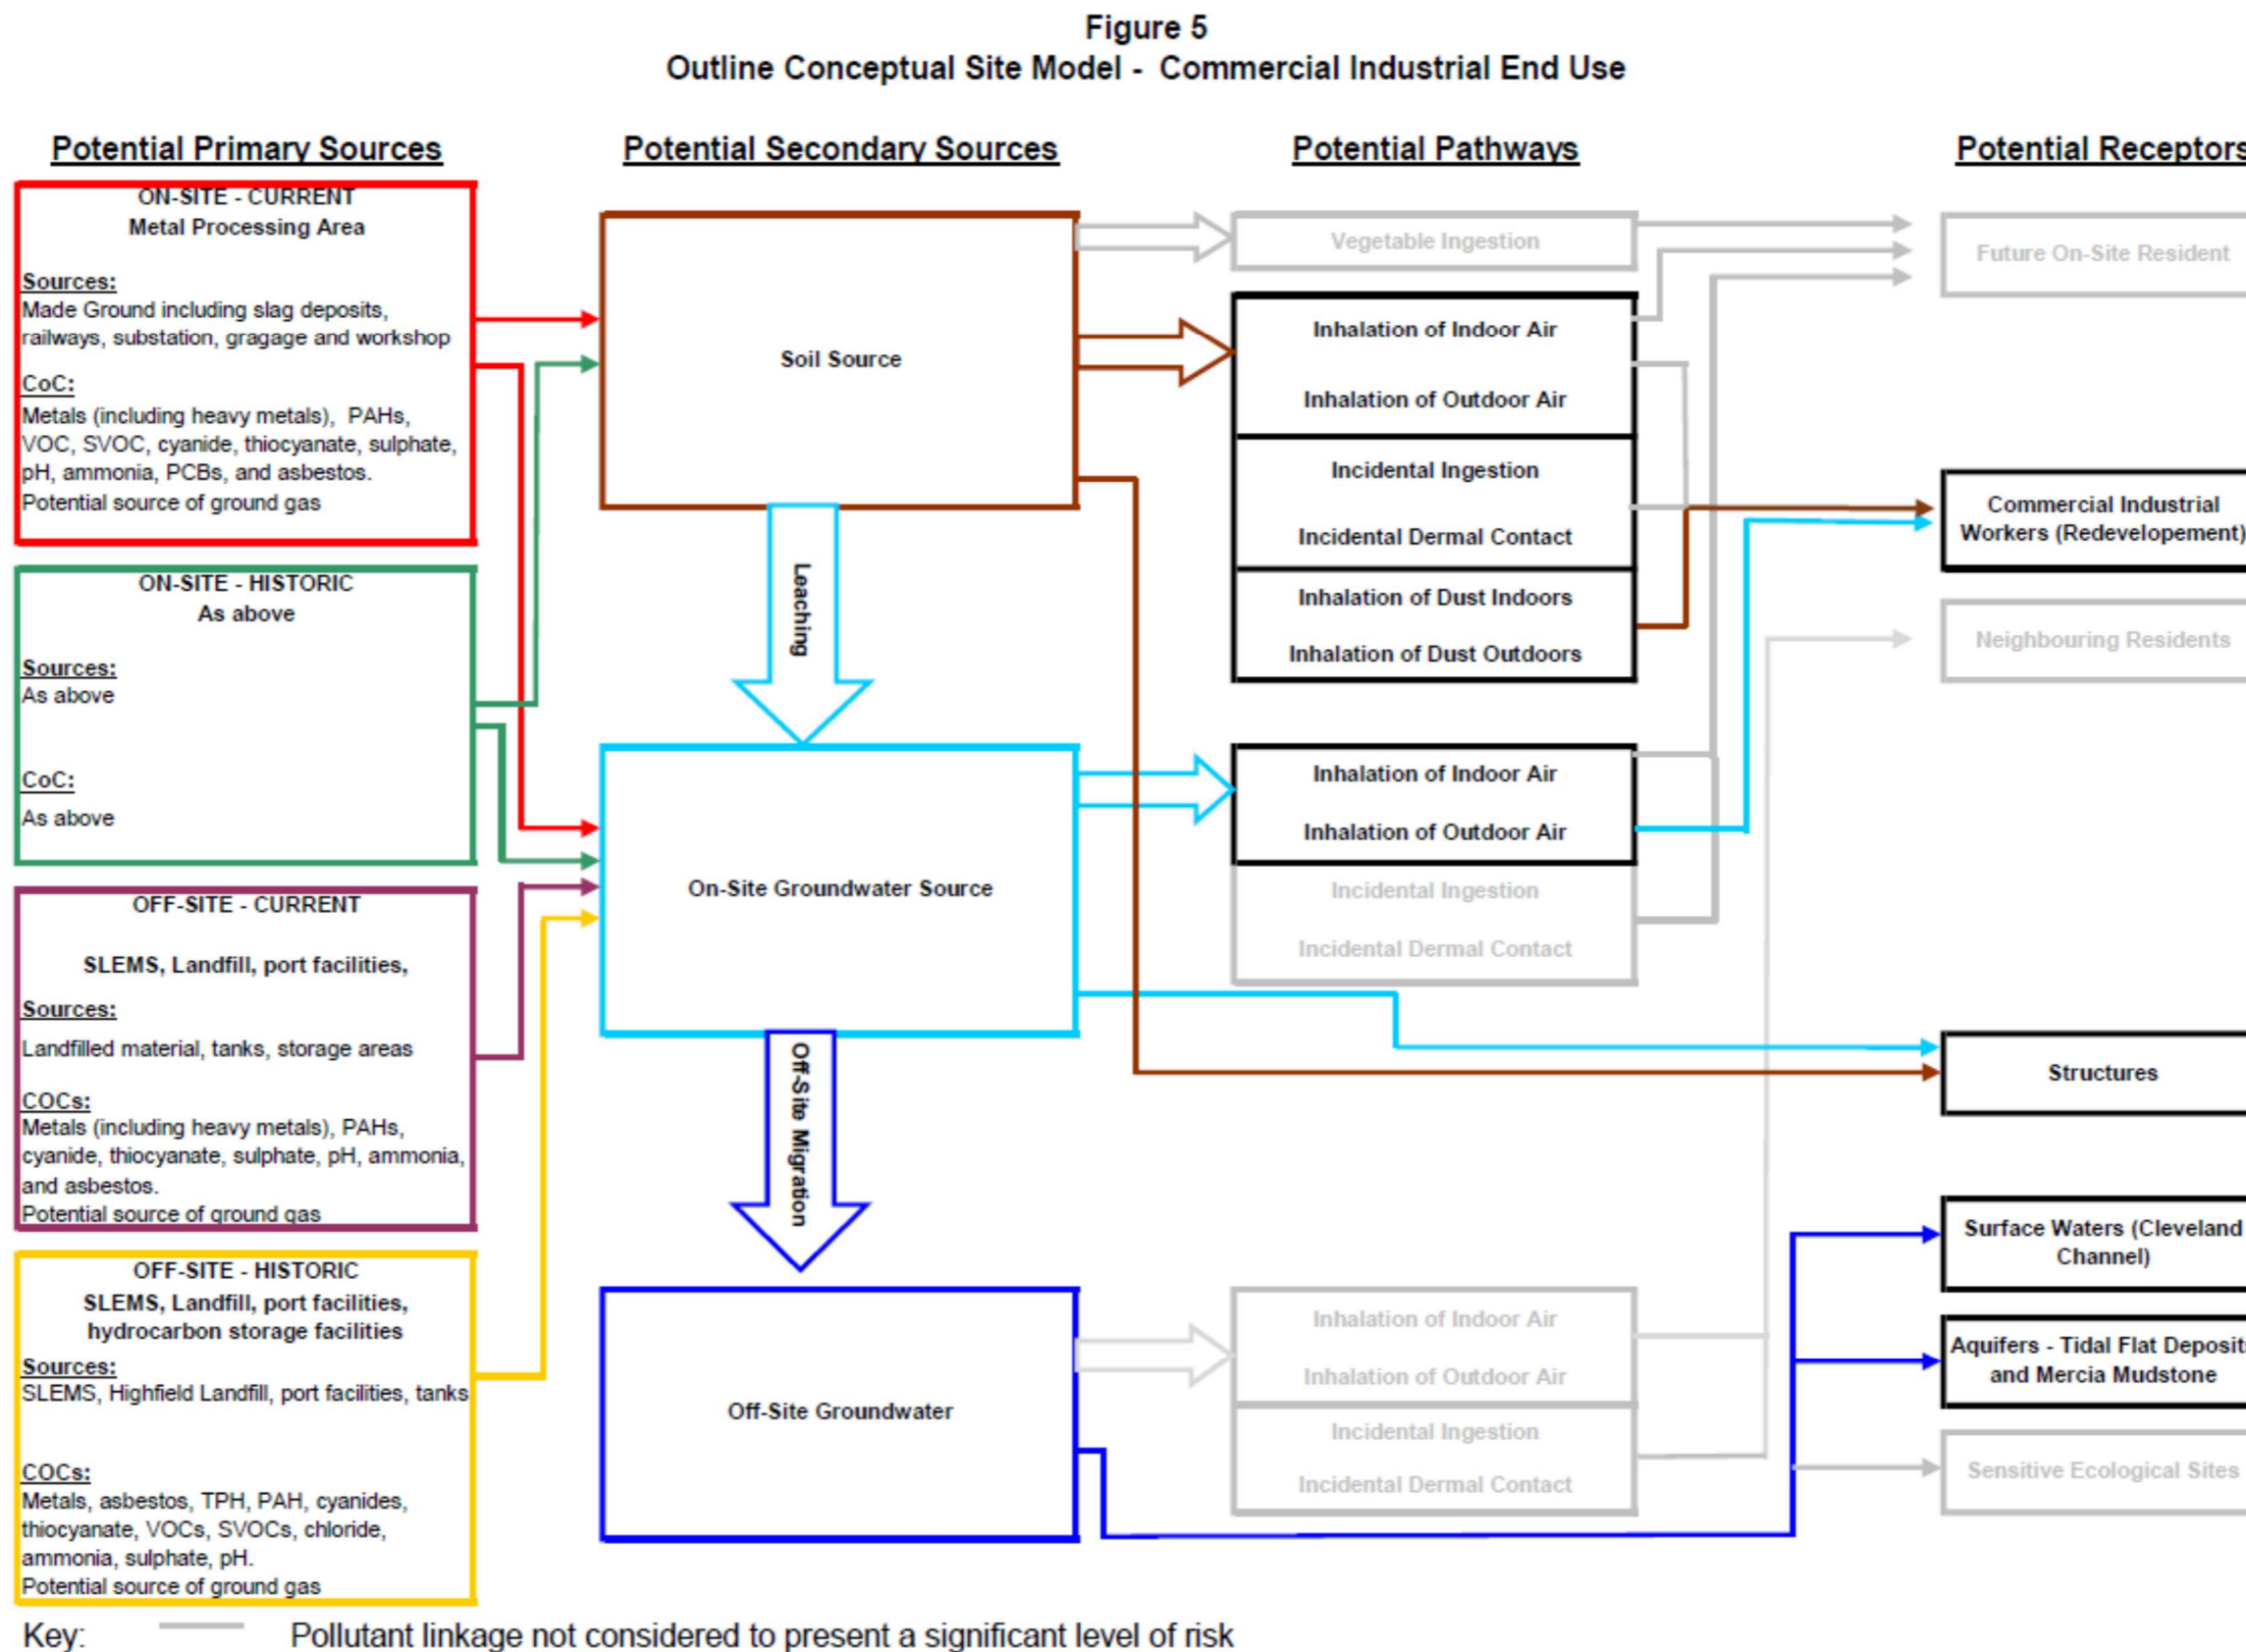 Figure 5
Outline Conceptual Site Model -  Commercial Industrial End Use
Potential Primary Sources
Potential Secondary Sources
Potential Pathways
Potential Receptors
ON-SITE - CURRENT
Metal Processing Area
Sources:
Made Ground including slag deposits,
railways, substation, gragage and workshop
CoC:
Metals (including heavy metals),  PAHs,
VOC, SVOC, cyanide, thiocyanate, sulphate,
pH, ammonia, PCBs, and asbestos.
Potential source of ground gas
ON-SITE - HISTORIC
As above
Sources:
As above
CoC:
As above
OFF-SITE - CURRENT
SLEMS, Landfill, port facilities,
Sources:
Landfilled material, tanks, storage areas
COCs:
Metals (including heavy metals), PAHs,
cyanide, thiocyanate, sulphate, pH, ammonia,
and asbestos.
Potential source of ground gas
OFF-SITE - HISTORIC
SLEMS, Landfill, port facilities,
hydrocarbon storage facilities
Sources:
SLEMS, Highfield Landfill, port facilities, tanks
COCs:
Metals, asbestos, TPH, PAH, cyanides,
thiocyanate, VOCs, SVOCs, chloride,
ammonia, sulphate, pH.
Potential source of ground gas
Soil Source
Leaching
On-Site Groundwater Source
Off-Site Migration
Off-Site Groundwater
Vegetable Ingestion
Inhalation of Indoor Air
Inhalation of Outdoor Air
Incidental Ingestion
Incidental Dermal Contact
Inhalation of Dust Indoors
Inhalation of Dust Outdoors
Inhalation of Indoor Air
Inhalation of Outdoor Air
Incidental Ingestion
Incidental Dermal Contact
Inhalation of Indoor Air
Inhalation of Outdoor Air
Incidental Ingestion
Incidental Dermal Contact
Future On-Site Resident
Commercial Industrial
Workers (Redevelopement)
Neighbouring Residents
Structures
Surface Waters (Cleveland
Channel)
Aquifers - Tidal Flat Deposits
and Mercia Mudstone
Sensitive Ecological Sites
Key:
Pollutant linkage not considered to present a significant level of risk